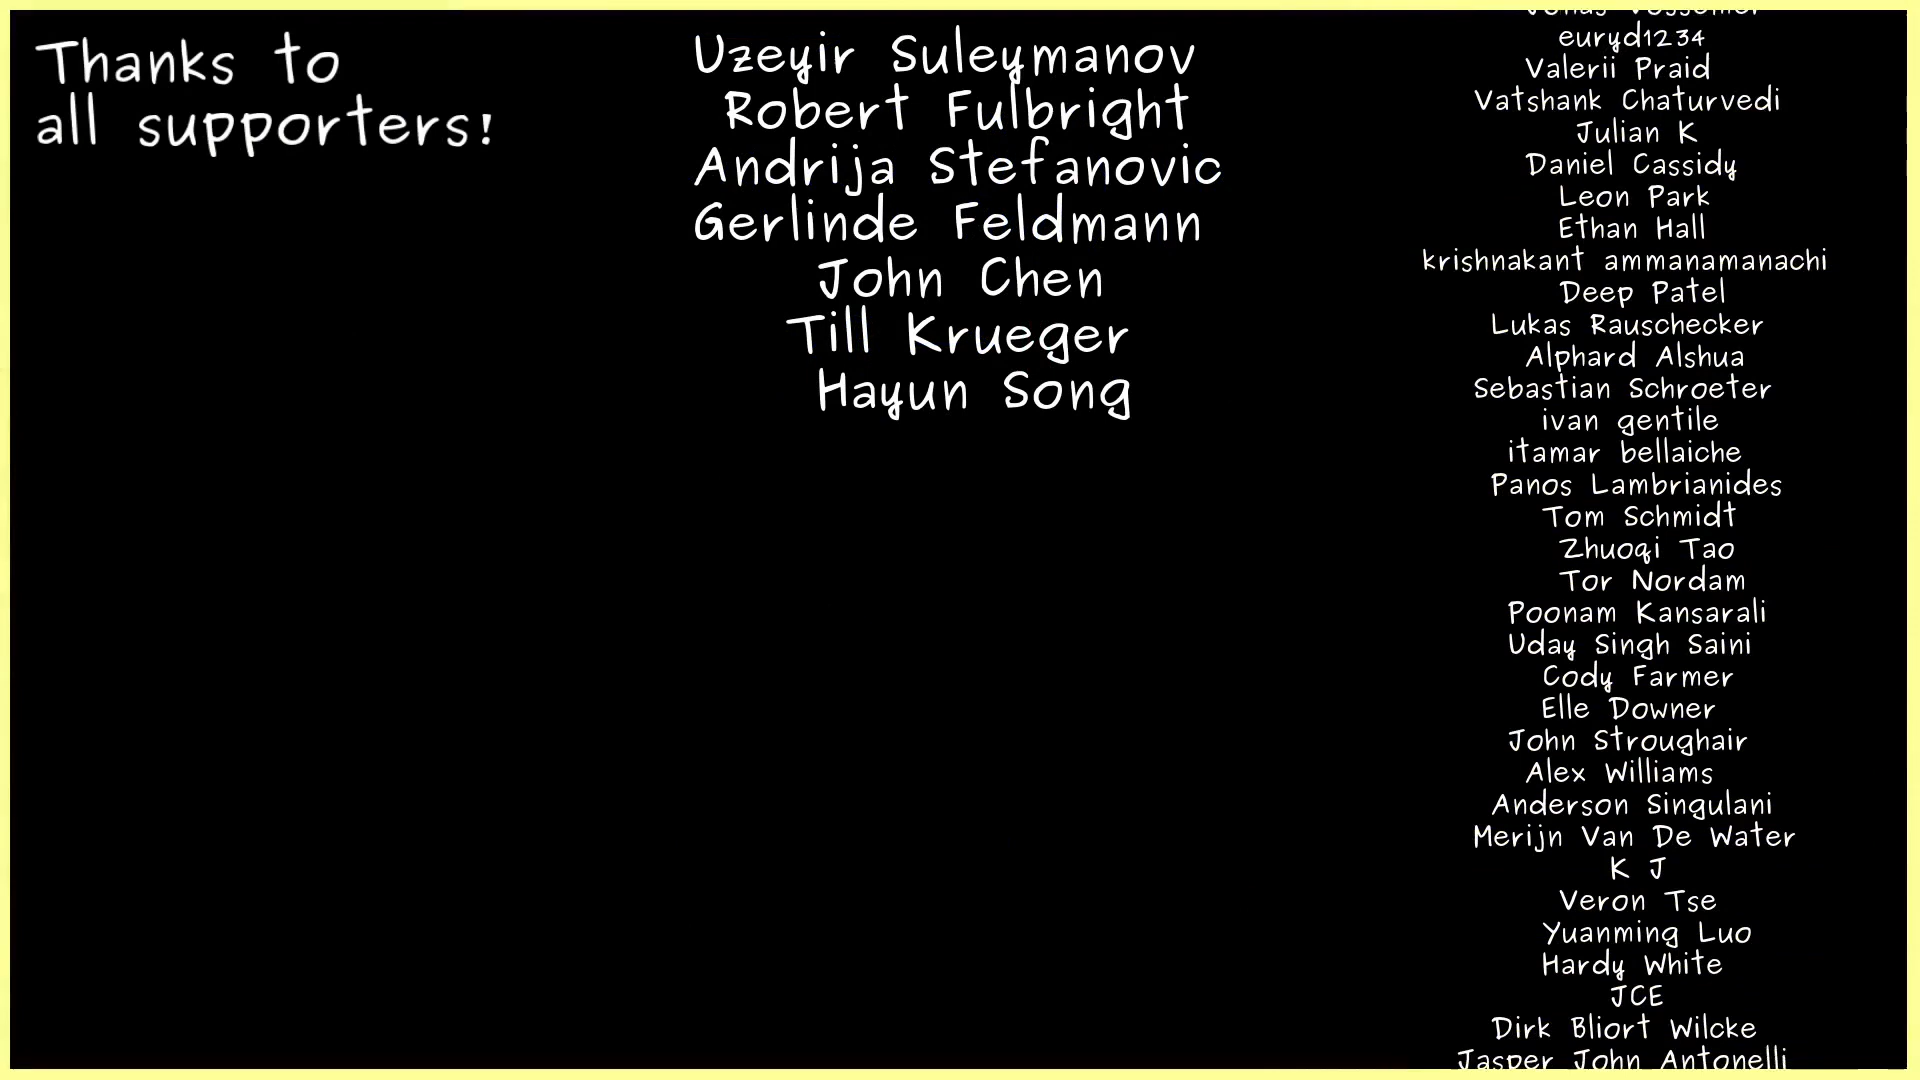 Thanks to
all supporters!
Uzeyir Suleymanov
Robert Fulbright
Andrija Stefanovic
Gerlinde Feldmann
John Chen
Till Krueger
Hayun Song
euryd1234
Valerii Praid
Vatshank Chaturvedi
Julian K
Daniel Cassidy
Leon Park
Ethan Hall
krishnakant ammanamanachi
Deep Patel
Lukas Rauschecker
Alphard Alshua
Sebastian Schroeter
ivan gentile
itamar bellaiche
Panos Lambrianides
Tom Schmidt
Zhuoqi Tao
Tor Nordam
Poonam Kansarali
Uday Singh Saini
Cody Farmer
Elle Downer
John Stroughair
Alex Williams
Anderson Singulani
Merijn Van De Water
K J
Veron Tse
Yuanming Luo
Hardy White
JCE
Dirk Bliort Wilcke
Jasper John Antonelli